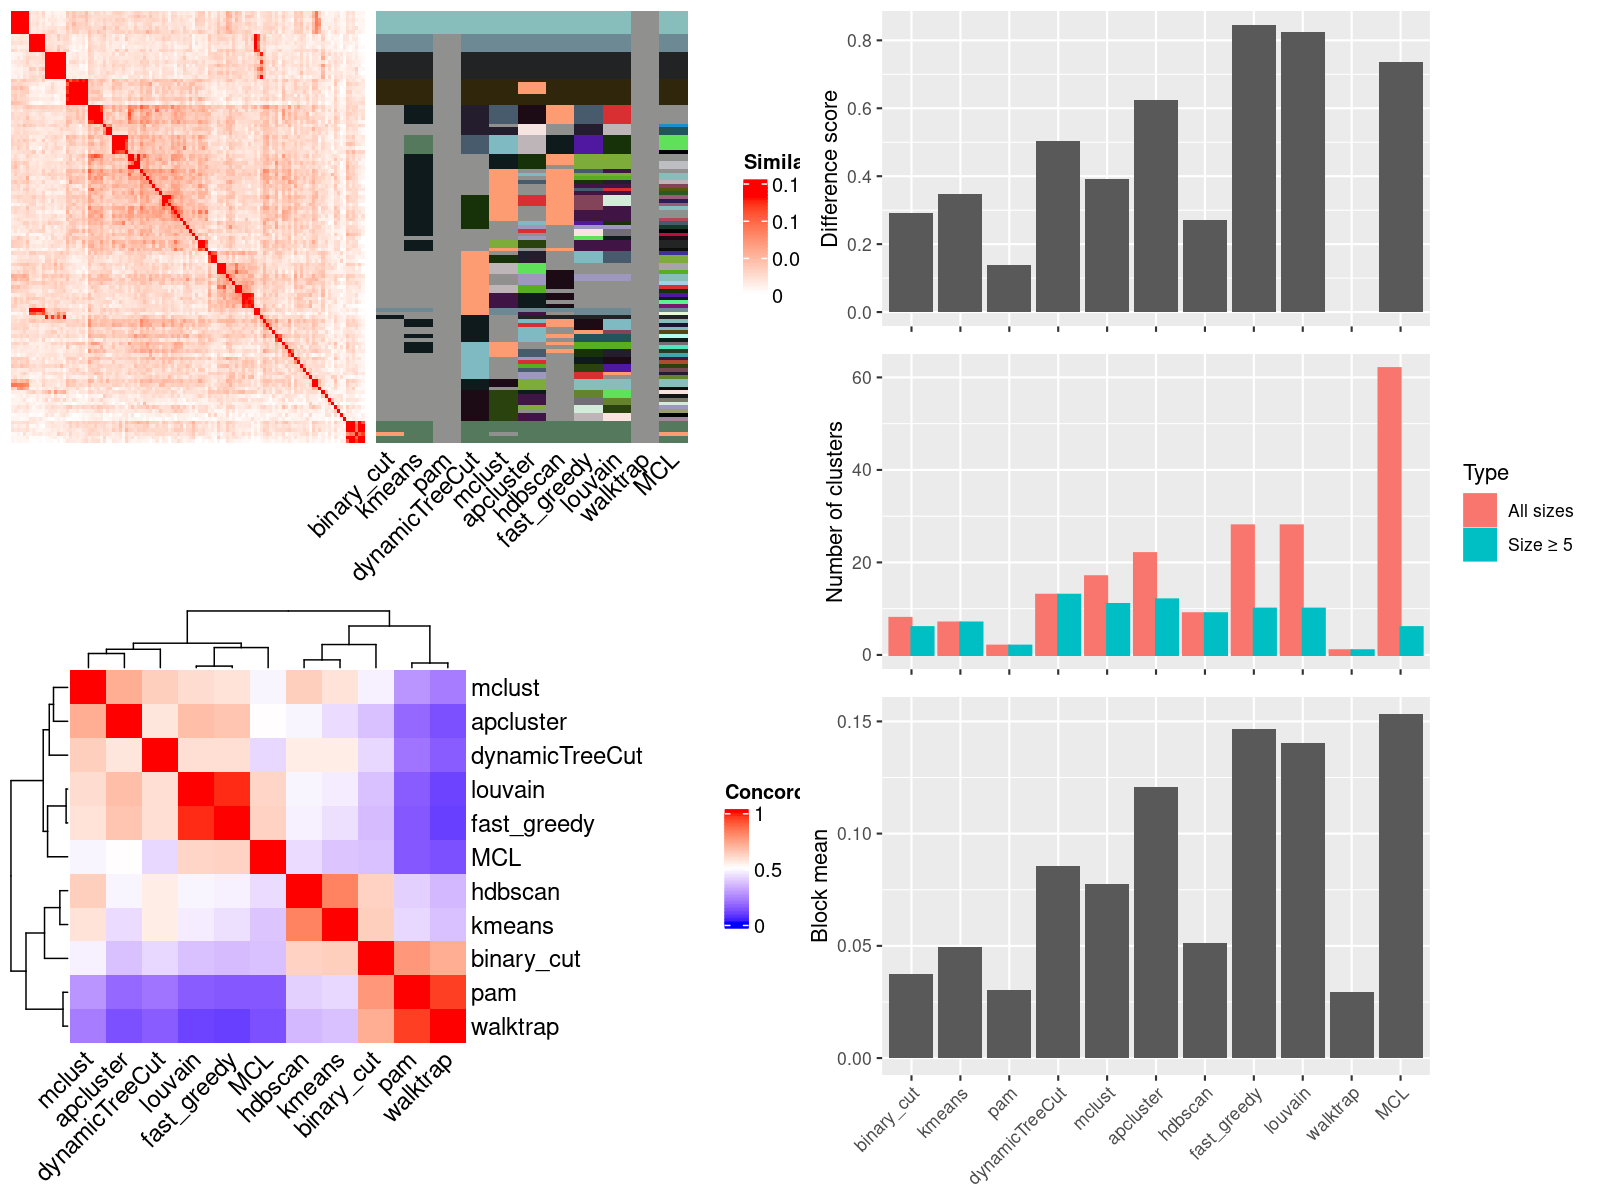 Simila
0.1
0.1
0.0
0
binary_cut
kmeans
pam
dynamicTreeCut
mclust
apcluster
hdbscan
fast_greedy
louvain
walktrap
MCL
mclust
apcluster
dynamicTreeCut
louvain
fast_greedy
MCL
hdbscan
kmeans
binary_cut
pam
walktrap
mclust
apcluster
dynamicTreeCut
louvain
fast_greedy
MCL
hdbscan
kmeans
binary_cut
pam
walktrap
Concord
1
0.5
0
Difference score
0.8
0.6
0.4
0.2
0.0
Number of clusters
60
40
20
0
Type
All sizes
Size ≥ 5
Block mean
0.15
0.10
0.05
0.00
binary_cut
kmeans
pam
dynamicTreeCut
mclust
apcluster
hdbscan
fast_greedy
louvain
walktrap
MCL